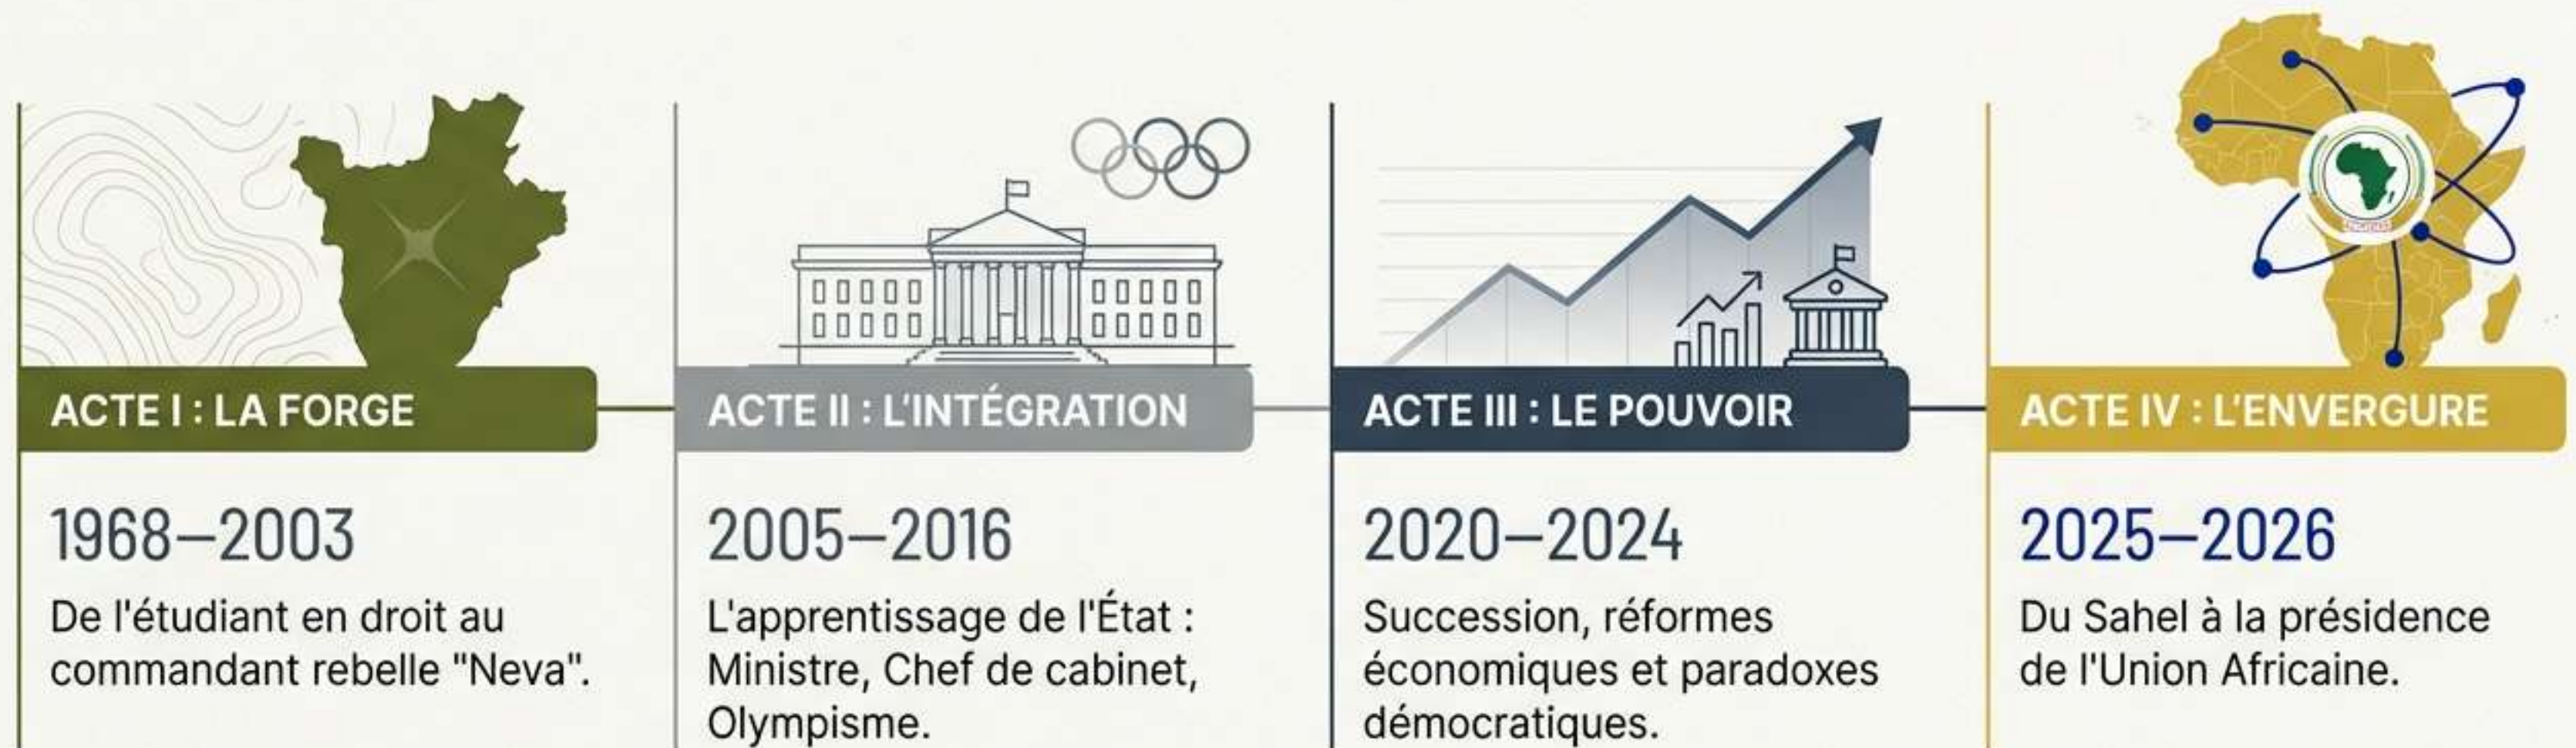 ACTE I : LA FORGE
1968–2003
De l'étudiant en droit au
commandant rebelle "Neva".
ACTE II : L'INTÉGRATION
2005–2016
L'apprentissage de l'État :
Ministre, Chef de cabinet,
Olympisme.
ACTE III : LE POUVOIR
2020–2024
Succession, réformes
économiques et paradoxes
démocratiques.
ACTE IV : L'ENVERGURE
2025–2026
Du Sahel à la présidence
de l'Union Africaine.